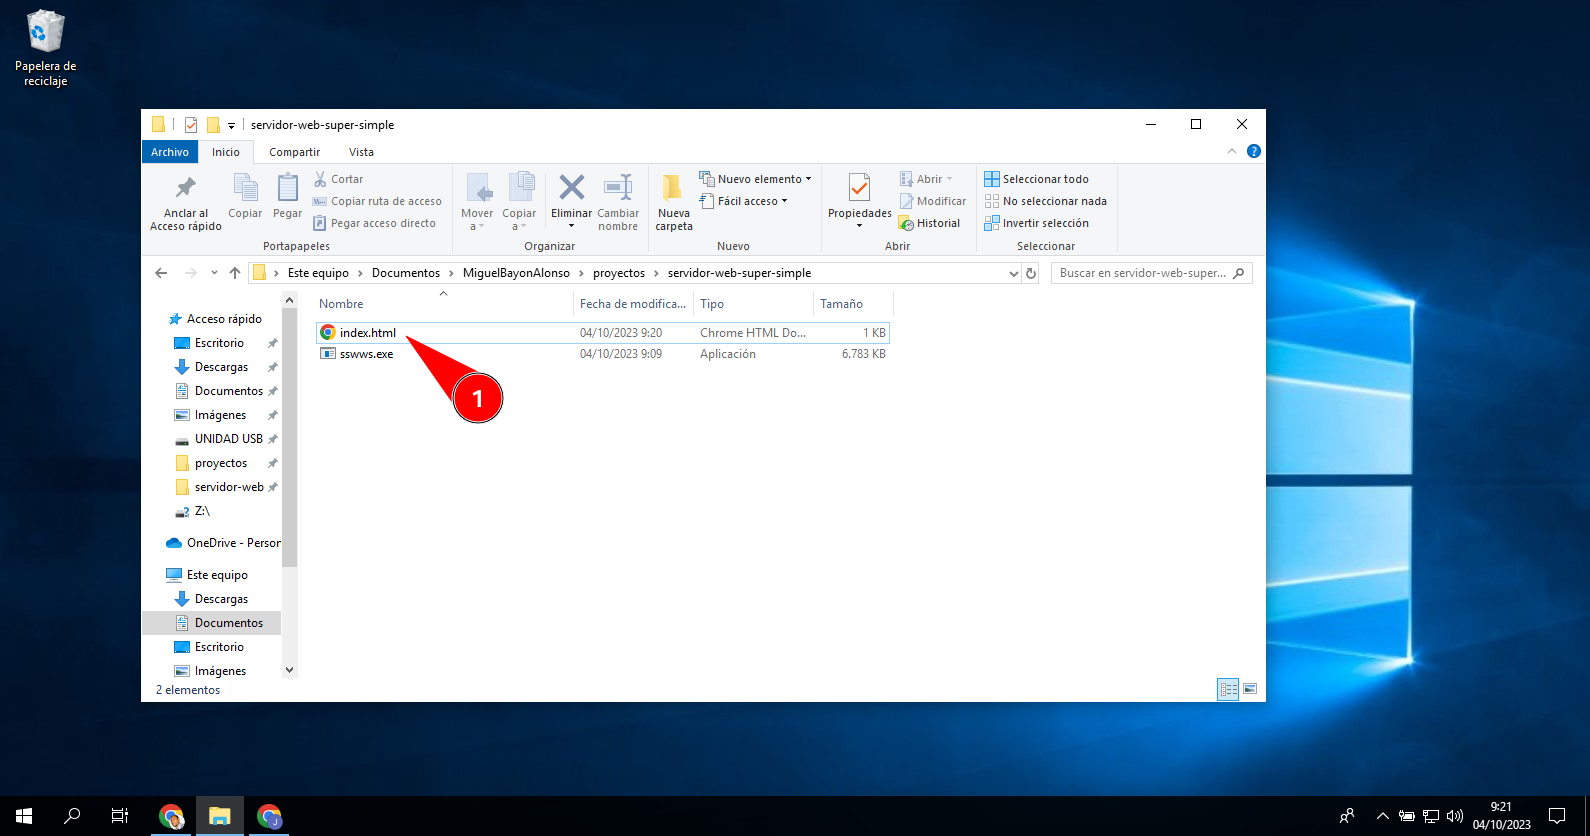 Papelera de
reciclaje
servidor-web-super-simple
Archivo
Inicio
Compartir
Vista
?
Anclar al
Acceso rápido
Copiar
Pegar
Cortar
Copiar ruta de acceso
Pegar acceso directo
Portapapeles
Mover
a
Copiar
a
Eliminar
Cambiar
nombre
Organizar
Nueva
carpeta
Nuevo elemento
Fácil acceso
Nuevo
Propiedades
Abrir
Modificar
Historial
Abrir
Seleccionar todo
No seleccionar nada
Invertir selección
Seleccionar
Este equipo > Documentos > MiguelBayonAlonso > proyectos > servidor-web-super-simple
Buscar en servidor-web-super...
Nombre
Fecha de modifica...
Tipo
Tamaño
index.html
04/10/2023 9:20
Chrome HTML Do...
1 KB
sswws.exe
04/10/2023 9:09
Aplicación
6.783 KB
1
Acceso rápido
Escritorio
Descargas
Documentos
Imágenes
UNIDAD USB
proyectos
servidor-web
Z:\
OneDrive - Person
Este equipo
Descargas
Documentos
Escritorio
Imágenes
2 elementos
J
9:21
04/10/2023